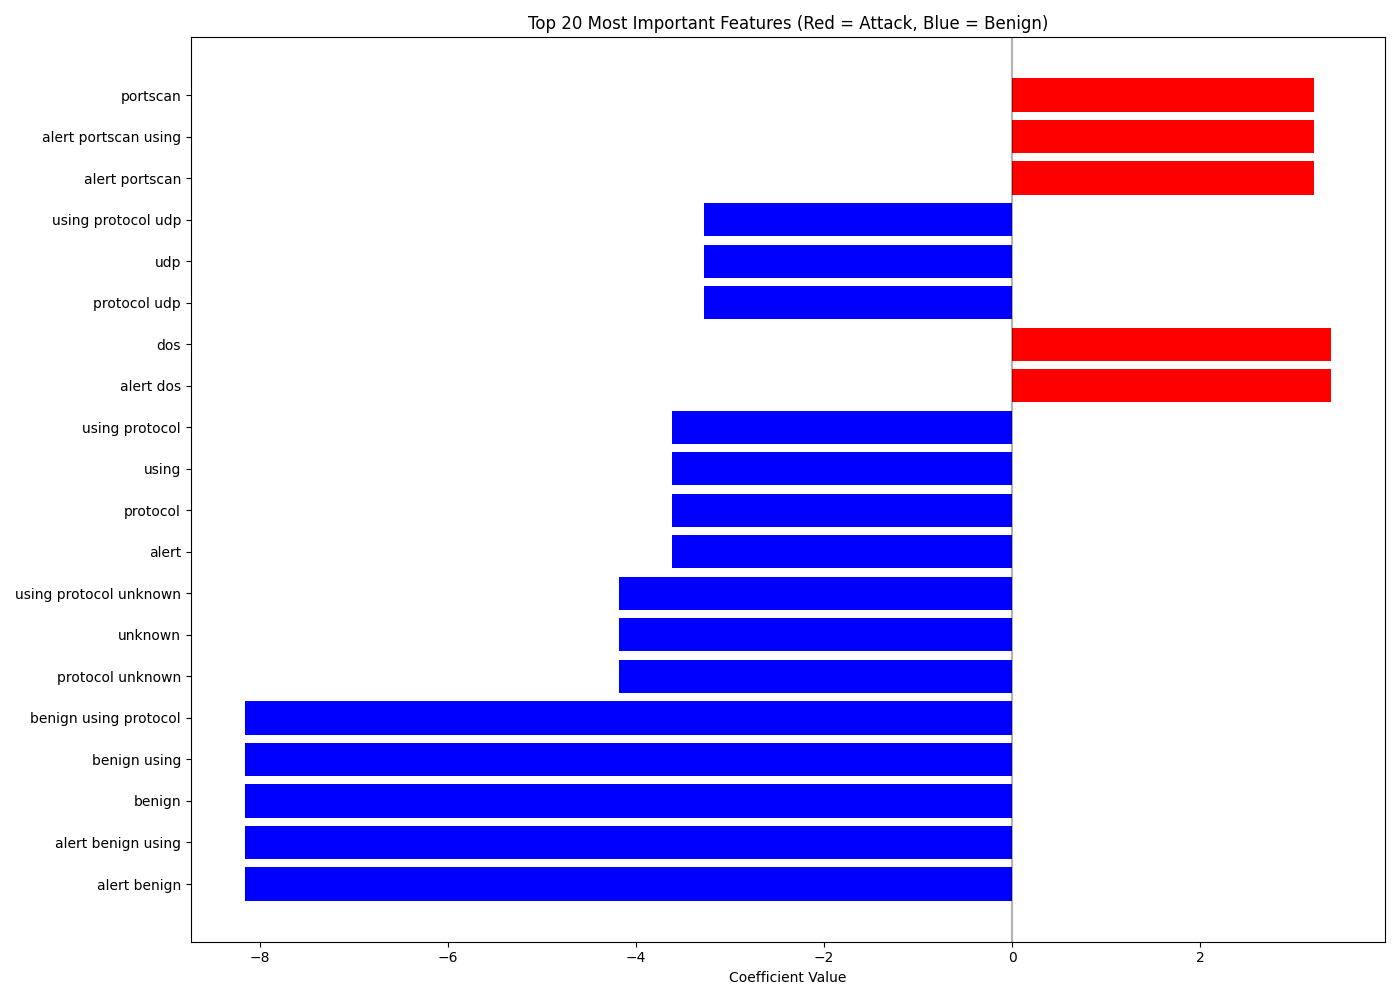 Top 20 Most Important Features (Red = Attack, Blue = Benign)
portscan
alert portscan using
alert portscan
using protocol udp
udp
protocol udp
dos
alert dos
using protocol
using
protocol
alert
using protocol unknown
unknown
protocol unknown
benign using protocol
benign using
benign
alert benign using
alert benign
−8 −6 −4 −2 0 2
Coefficient Value